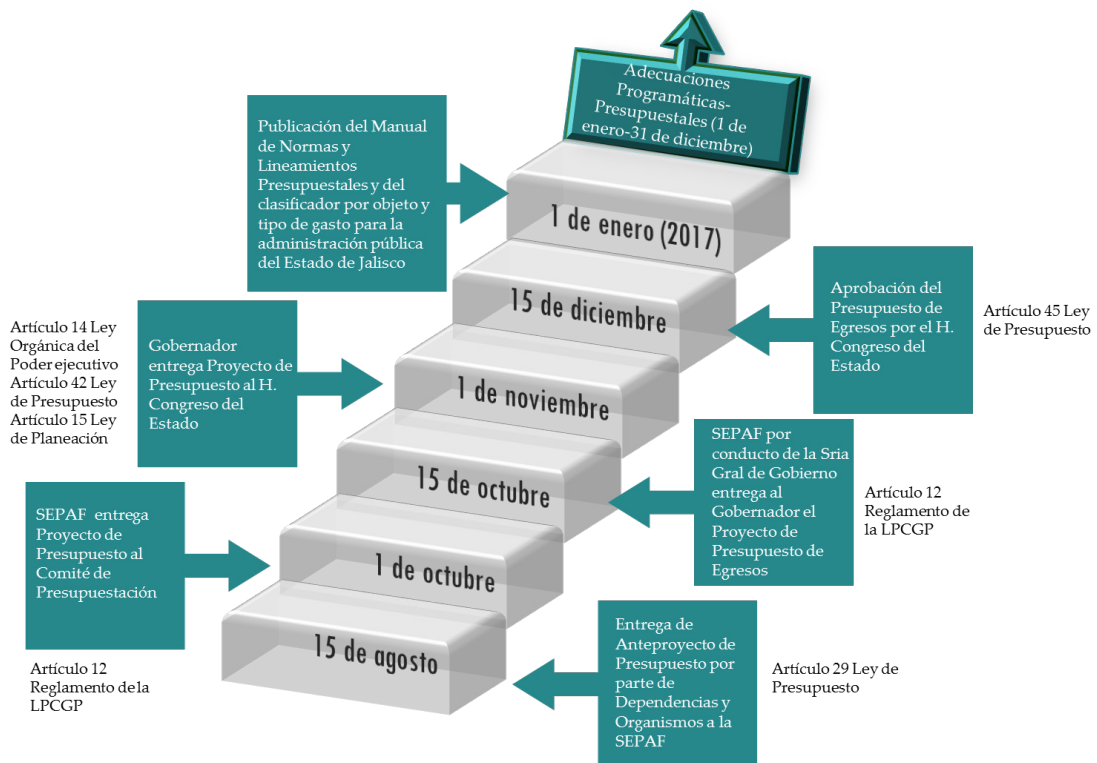 Adecuaciones
Programáticas-
Presupuestales (1 de
enero-31 de diciembre)
Publicación del Manual
de Normas y
Lineamientos
Presupuestales y del
clasificador por objeto y
tipo de gasto para la
administración pública
del Estado de Jalisco
1 de enero (2017)
15 de diciembre
Aprobación del
Presupuesto de
Egresos por el H.
Congreso del
Estado
Artículo 45 Ley
de Presupuesto
Artículo 14 Ley
Orgánica del
Poder ejecutivo
Artículo 42 Ley
de Presupuesto
Artículo 15 Ley
de Planeación
Gobernador
entrega Proyecto de
Presupuesto al H.
Congreso del
Estado
1 de noviembre
15 de octubre
SEPAF por
conducto de la Sria
Gral de Gobierno
entrega al
Gobernador el
Proyecto de
Presupuesto de
Egresos
Artículo 12
Reglamento de
la LPCGP
SEPAF entrega
Proyecto de
Presupuesto al
Comité de
Presupuestación
Artículo 12
Reglamento de la
LPCGP
1 de octubre
15 de agosto
Entrega de
Anteproyecto de
Presupuesto por
parte de
Dependencias y
Organismos a la
SEPAF
Artículo 29 Ley de
Presupuesto